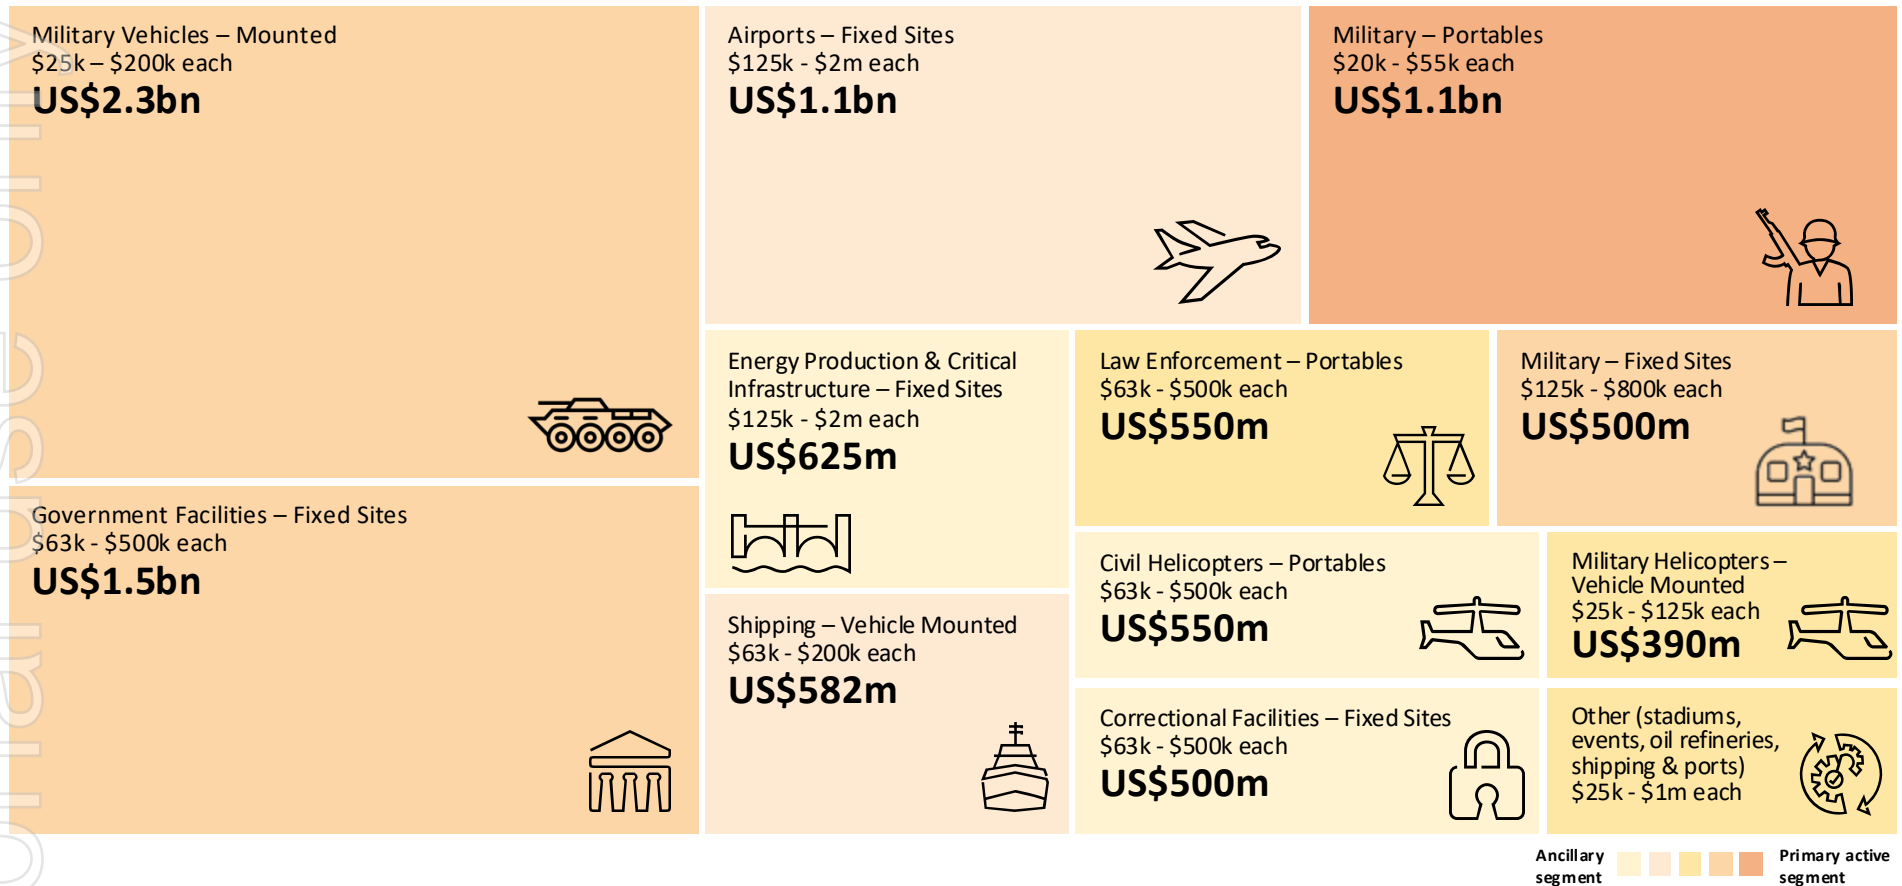 Military Vehicles – Mounted
$25k – $200k each
US$2.3bn
Airports – Fixed Sites
$125k - $2m each
US$1.1bn
Military – Portables
$20k - $55k each
US$1.1bn
Energy Production & Critical
Infrastructure – Fixed Sites
$125k - $2m each
US$625m
Law Enforcement – Portables
$63k - $500k each
US$550m
Military – Fixed Sites
$125k - $800k each
US$500m
Government Facilities – Fixed Sites
$63k - $500k each
US$1.5bn
Civil Helicopters – Portables
$63k - $500k each
US$550m
Military Helicopters –
Vehicle Mounted
$25k - $125k each
US$390m
Shipping – Vehicle Mounted
$63k - $200k each
US$582m
Correctional Facilities – Fixed Sites
$63k - $500k each
US$500m
Other (stadiums,
events, oil refineries,
shipping & ports)
$25k - $1m each
Ancillary
segment
Primary active
segment
use only